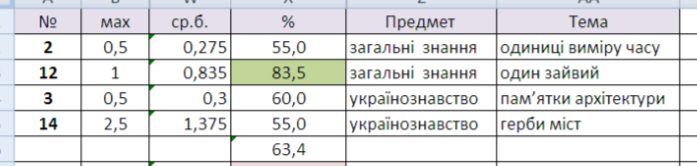 № мах ср.б. % Предмет Тема
2 0,5 0,275 55,0 загальні знання одиниці виміру часу
12 1 0,835 83,5 загальні знання один зайвий
3 0,5 0,3 60,0 українознавство пам’ятки архітектури
14 2,5 1,375 55,0 українознавство герби міст
63,4